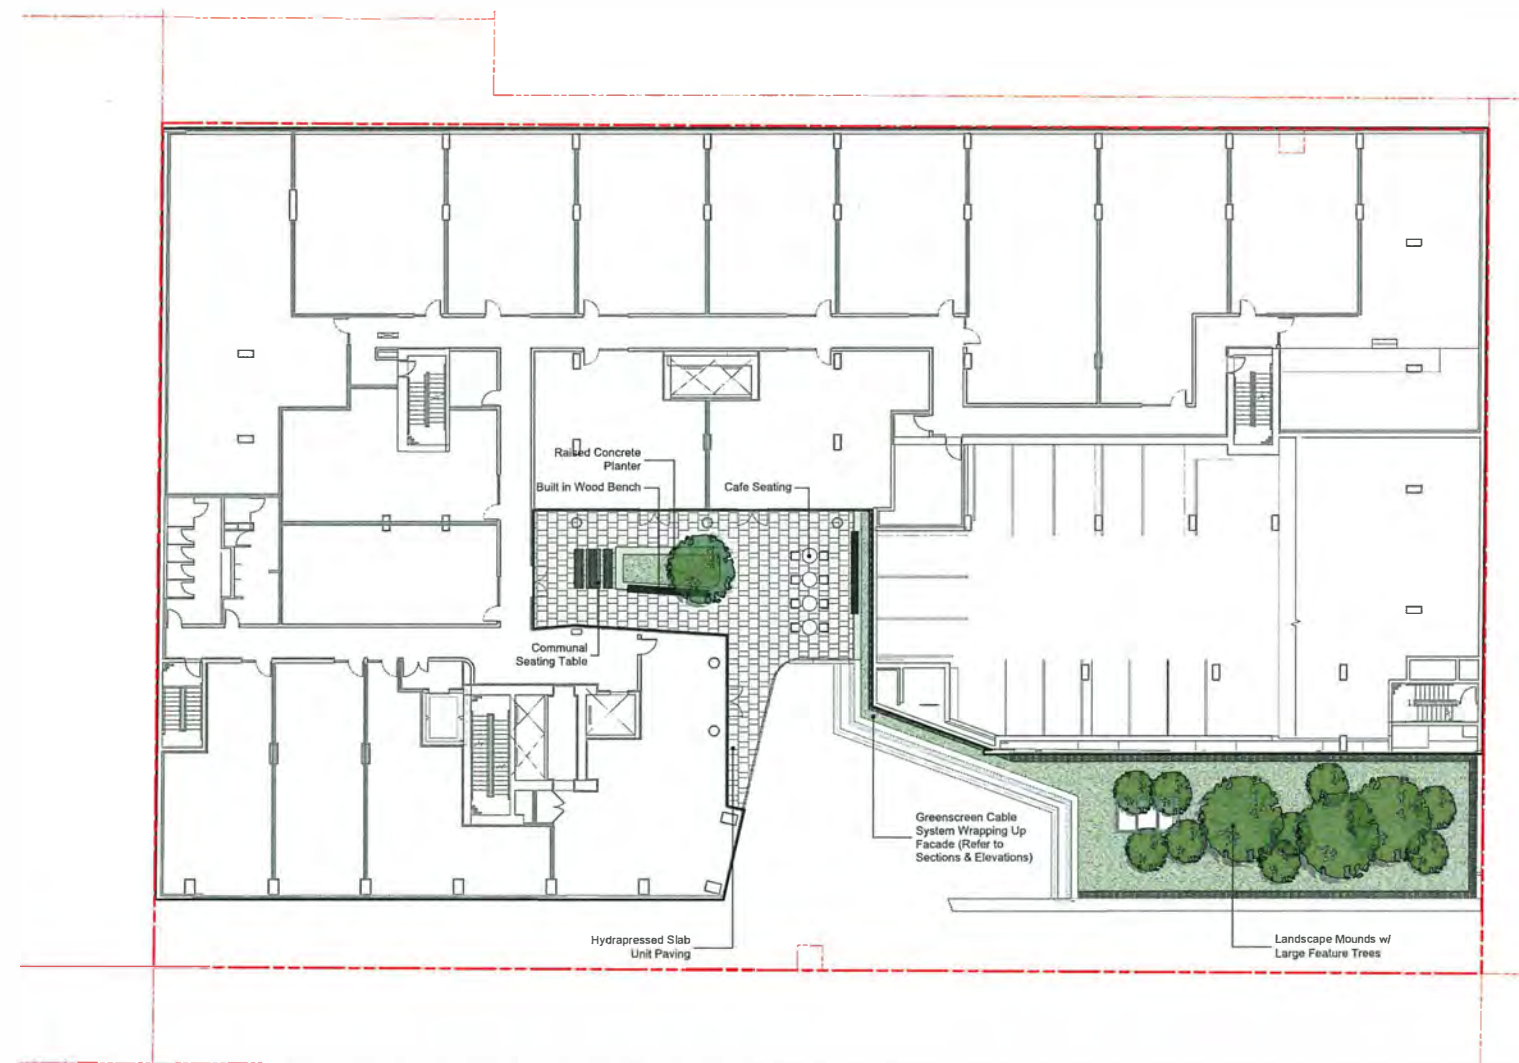 Raised Concrete
Planter
Built in Wood Bench
Cafe Seating
Communal
Seating Table
Greenscreen Cable
System Wrapping Up
Facade (Refer to
Sections & Elevations)
Hydrapressed Slab
Unit Paving
Landscape Mounds w/
Large Feature Trees